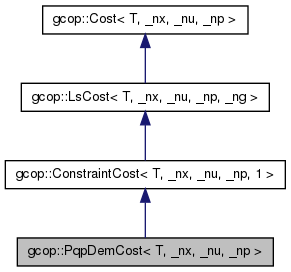 gcop::Cost< T, _nx, _nu, _np >
gcop::LsCost< T, _nx, _nu, _np, _ng >
gcop::ConstraintCost< T, _nx, _nu, _np, 1 >
gcop::PqpDemCost< T, _nx, _nu, _np >